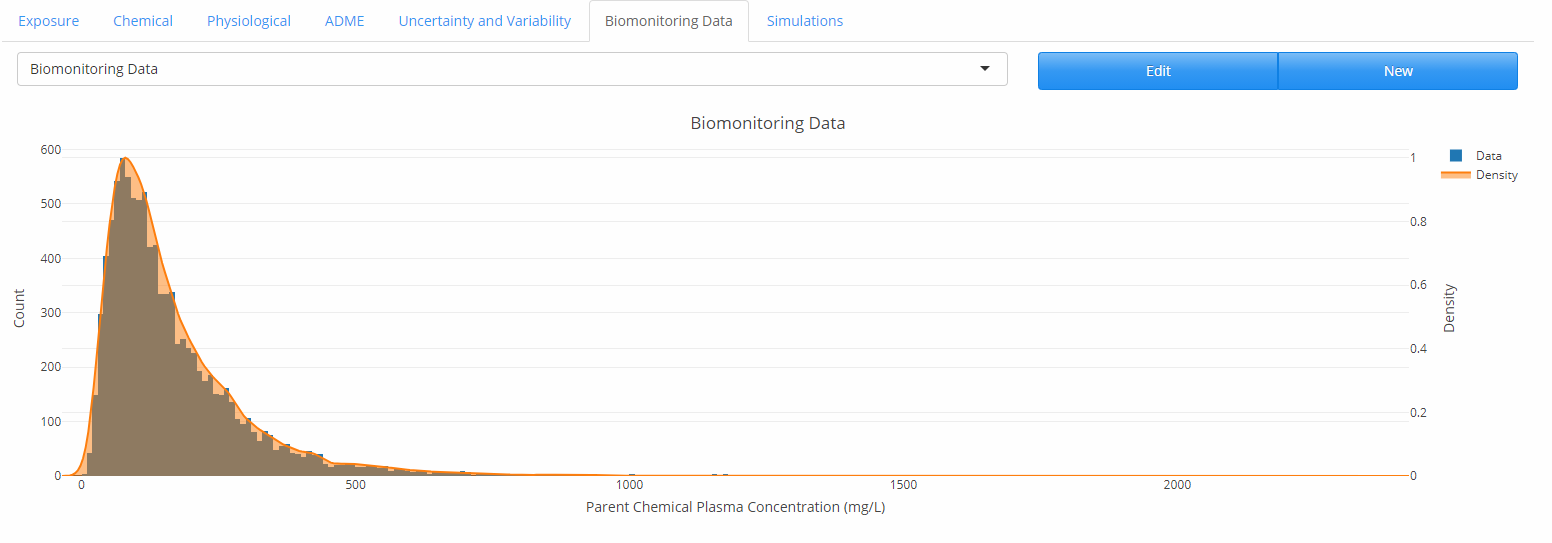 Exposure Chemical Physiological ADME Uncertainty and Variability Biomonitoring Data Simulations
Biomonitoring Data Edit New
Biomonitoring Data
600
500
400
300
200
100
0
Count
0 500 1000 1500 2000
Parent Chemical Plasma Concentration (mg/L)
1
0.8
0.6
0.4
0.2
0
Density
Data
Density